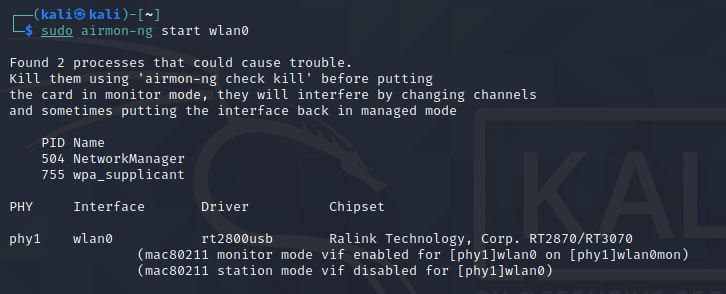 ┌──(kali㉿kali)-[~]
└─$ sudo airmon-ng start wlan0
Found 2 processes that could cause trouble.
Kill them using 'airmon-ng check kill' before putting
the card in monitor mode, they will interfere by changing channels
and sometimes putting the interface back in managed mode
PID Name
504 NetworkManager
755 wpa_supplicant
PHY Interface Driver Chipset
phy1 wlan0 rt2800usb Ralink Technology, Corp. RT2870/RT3070
(mac80211 monitor mode vif enabled for [phy1]wlan0 on [phy1]wlan0mon)
(mac80211 station mode vif disabled for [phy1]wlan0)
KAL